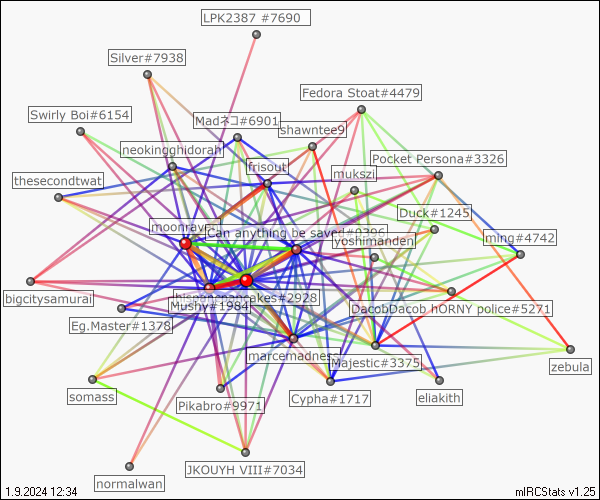 LPK2387 #7690
Silver#7938
Fedora Stoat#4479
Swirly Boi#6154
Madネコ#6901
shawntee9
neokingghidorah
Pocket Persona#3326
frisout
mukszi
thesecondtwat
Duck#1245
moonraven
Can anything be saved#0396
yoshimanden
ming#4742
bigcitysamurai
hispancpancakes#2928
Mushy#1984
DacobDacob hORNY police#5271
Eg.Master#1378
marcemadness
Majestic#3375
zebula
somass
Pikabro#9971
Cypha#1717
eliakith
JKOUYH VIII#7034
normalwan
1.9.2024 12:34
mIRCStats v1.25